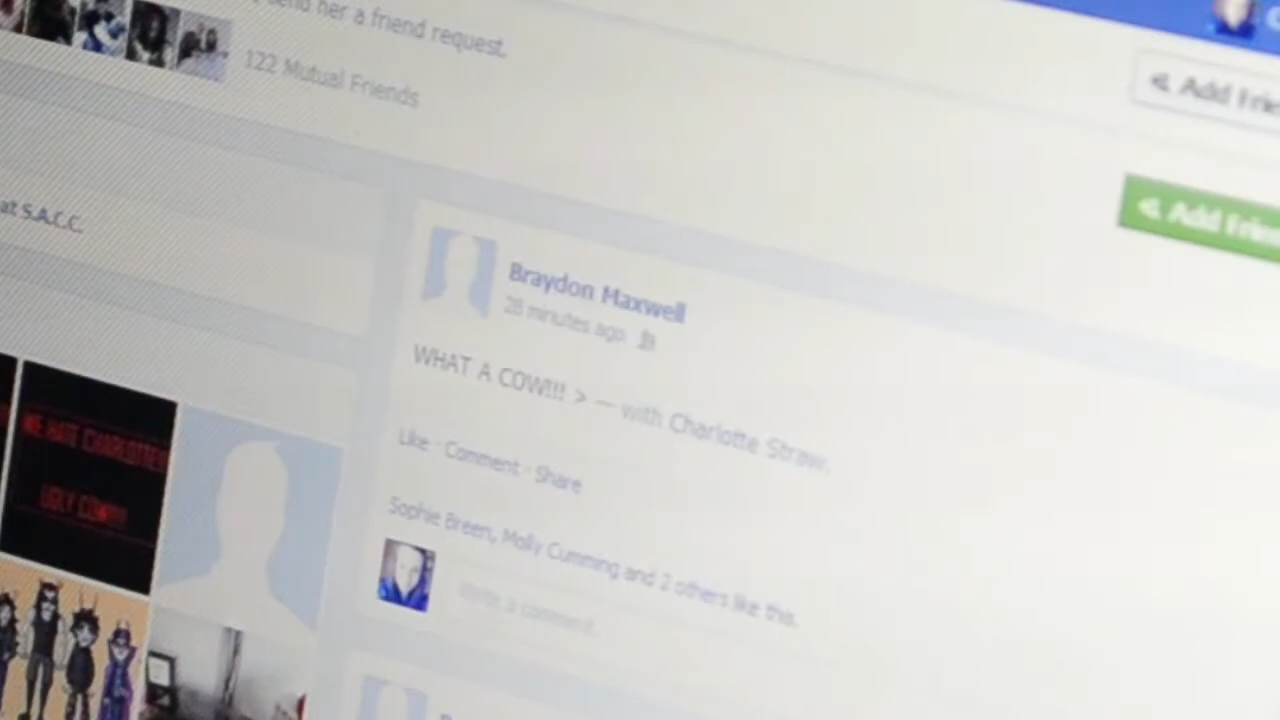 send her a friend request.
122 Mutual Friends
Add Frie
Add Frien
at S.A.C.C.
Braydon Maxwell
28 minutes ago
WHAT A COW!!! > — with Charlotte Straw.
Like · Comment · Share
Sophie Breen, Molly Cumming and 2 others like this.
Write a comment...
WE HATE CHARLOTTE!!!
UGLY COW!!!!